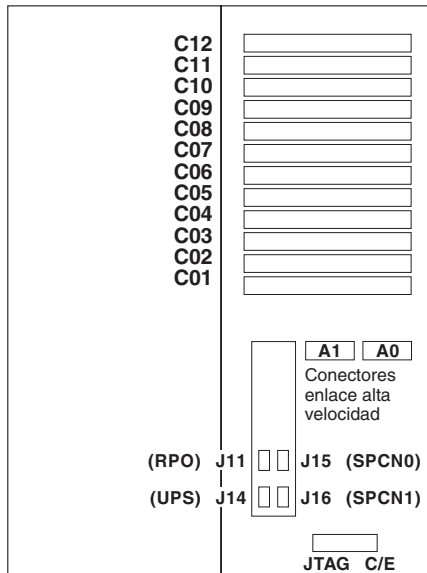 C12
C11
C10
C09
C08
C07
C06
C05
C04
C03
C02
C01
A1 A0
Conectores
enlace alta
velocidad
(RPO) J11 J15 (SPCN0)
(UPS) J14 J16 (SPCN1)
JTAG C/E